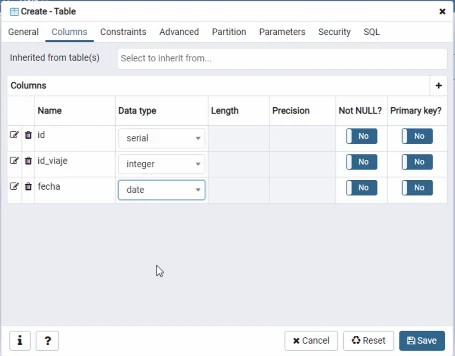 Create - Table
General Columns Constraints Advanced Partition Parameters Security SQL
Inherited from table(s) Select to inherit from...
Columns
Name Data type Length Precision Not NULL? Primary key?
id serial No No
id_viaje integer No No
fecha date No No
i ? Cancel Reset Save